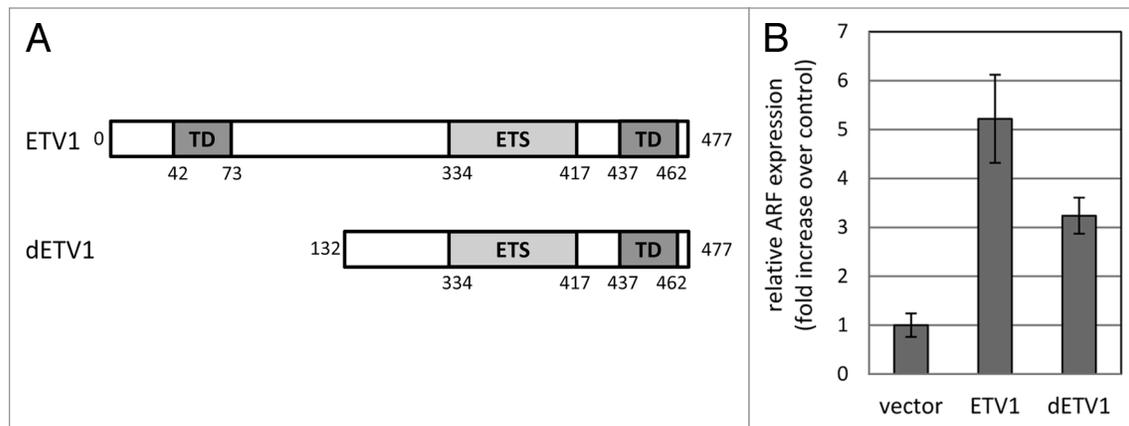 A
ETV1 0 TD ETS TD 477
42 73 334 417 437 462
dETV1 132 ETS TD 477
334 417 437 462
B
relative ARF expression
(fold increase over control)
7
6
5
4
3
2
1
0
vector ETV1 dETV1